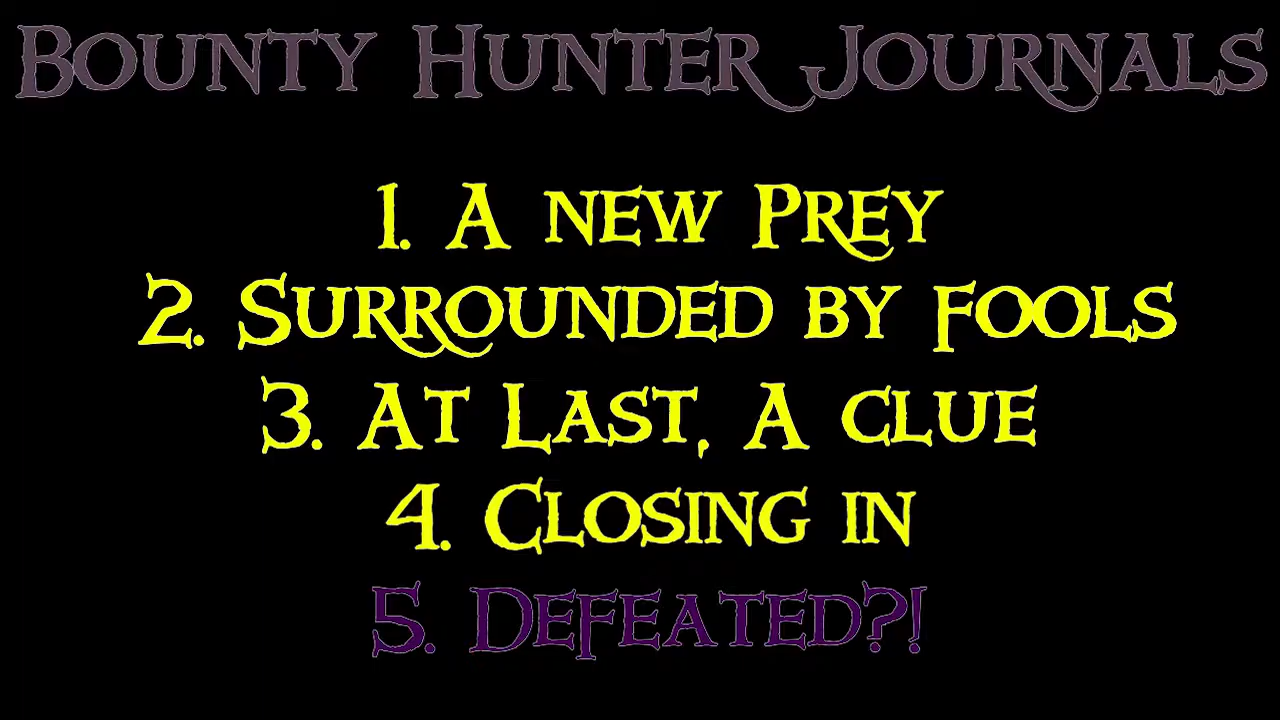 Bounty Hunter Journals
1. A new Prey
2. Surrounded by Fools
3. At Last, A clue
4. Closing in
5. Defeated?!